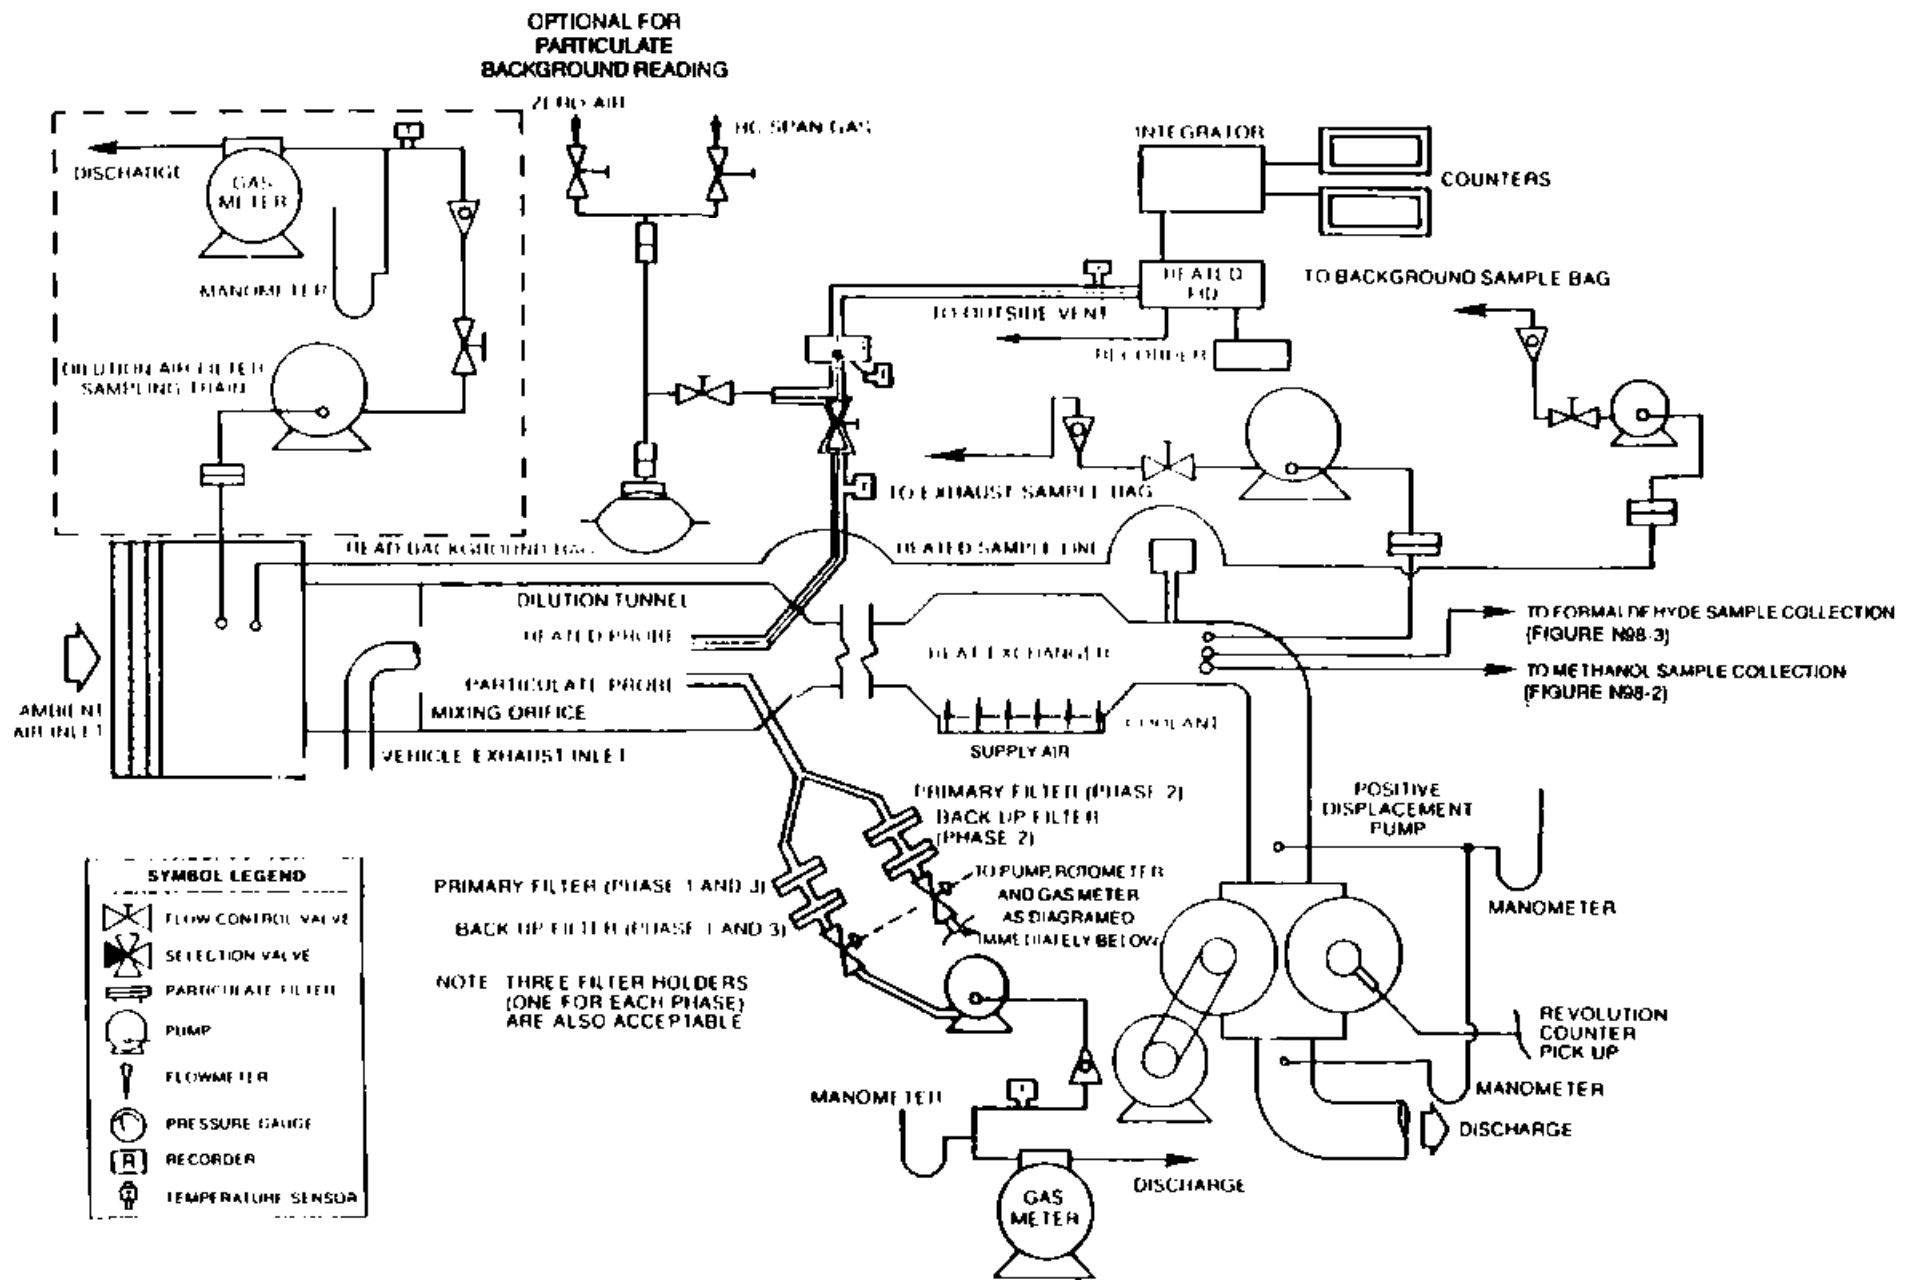 OPTIONAL FOR
PARTICULATE
BACKGROUND READING
ZERO AIR
HC SPAN GAS
DISCHARGE
GAS
METER
MANOMETER
DILUTION AIR FILTER
SAMPLING TRAIN
INTEGRATOR
COUNTERS
HEATED
FID
TO OUTSIDE VENT
RECORDER
TO BACKGROUND SAMPLE BAG
TO EXHAUST SAMPLE BAG
READ BACKGROUND BAG
HEATED SAMPLE LINE
DILUTION TUNNEL
HEATED PROBE
HEAT EXCHANGER
TO FORMALDEHYDE SAMPLE COLLECTION
(FIGURE N98-3)
TO METHANOL SAMPLE COLLECTION
(FIGURE N98-2)
PARTICULATE PROBE
MIXING ORIFICE
AMBIENT
AIR INLET
VEHICLE EXHAUST INLET
COOLANT
SUPPLY AIR
PRIMARY FILTER (PHASE 2)
BACK UP FILTER
(PHASE 2)
POSITIVE
DISPLACEMENT
PUMP
TO PUMP, ROTOMETER
AND GAS METER
AS DIAGRAMED
IMMEDIATELY BELOW
PRIMARY FILTER (PHASE 1 AND 3)
BACK UP FILTER (PHASE 1 AND 3)
NOTE THREE FILTER HOLDERS
(ONE FOR EACH PHASE)
ARE ALSO ACCEPTABLE
MANOMETER
REVOLUTION
COUNTER
PICK UP
MANOMETER
DISCHARGE
MANOMETER
DISCHARGE
GAS
METER
SYMBOL LEGEND
FLOW CONTROL VALVE
SELECTION VALVE
PARTICULATE FILTER
PUMP
FLOWMETER
PRESSURE GAUGE
R RECORDER
TEMPERATURE SENSOR